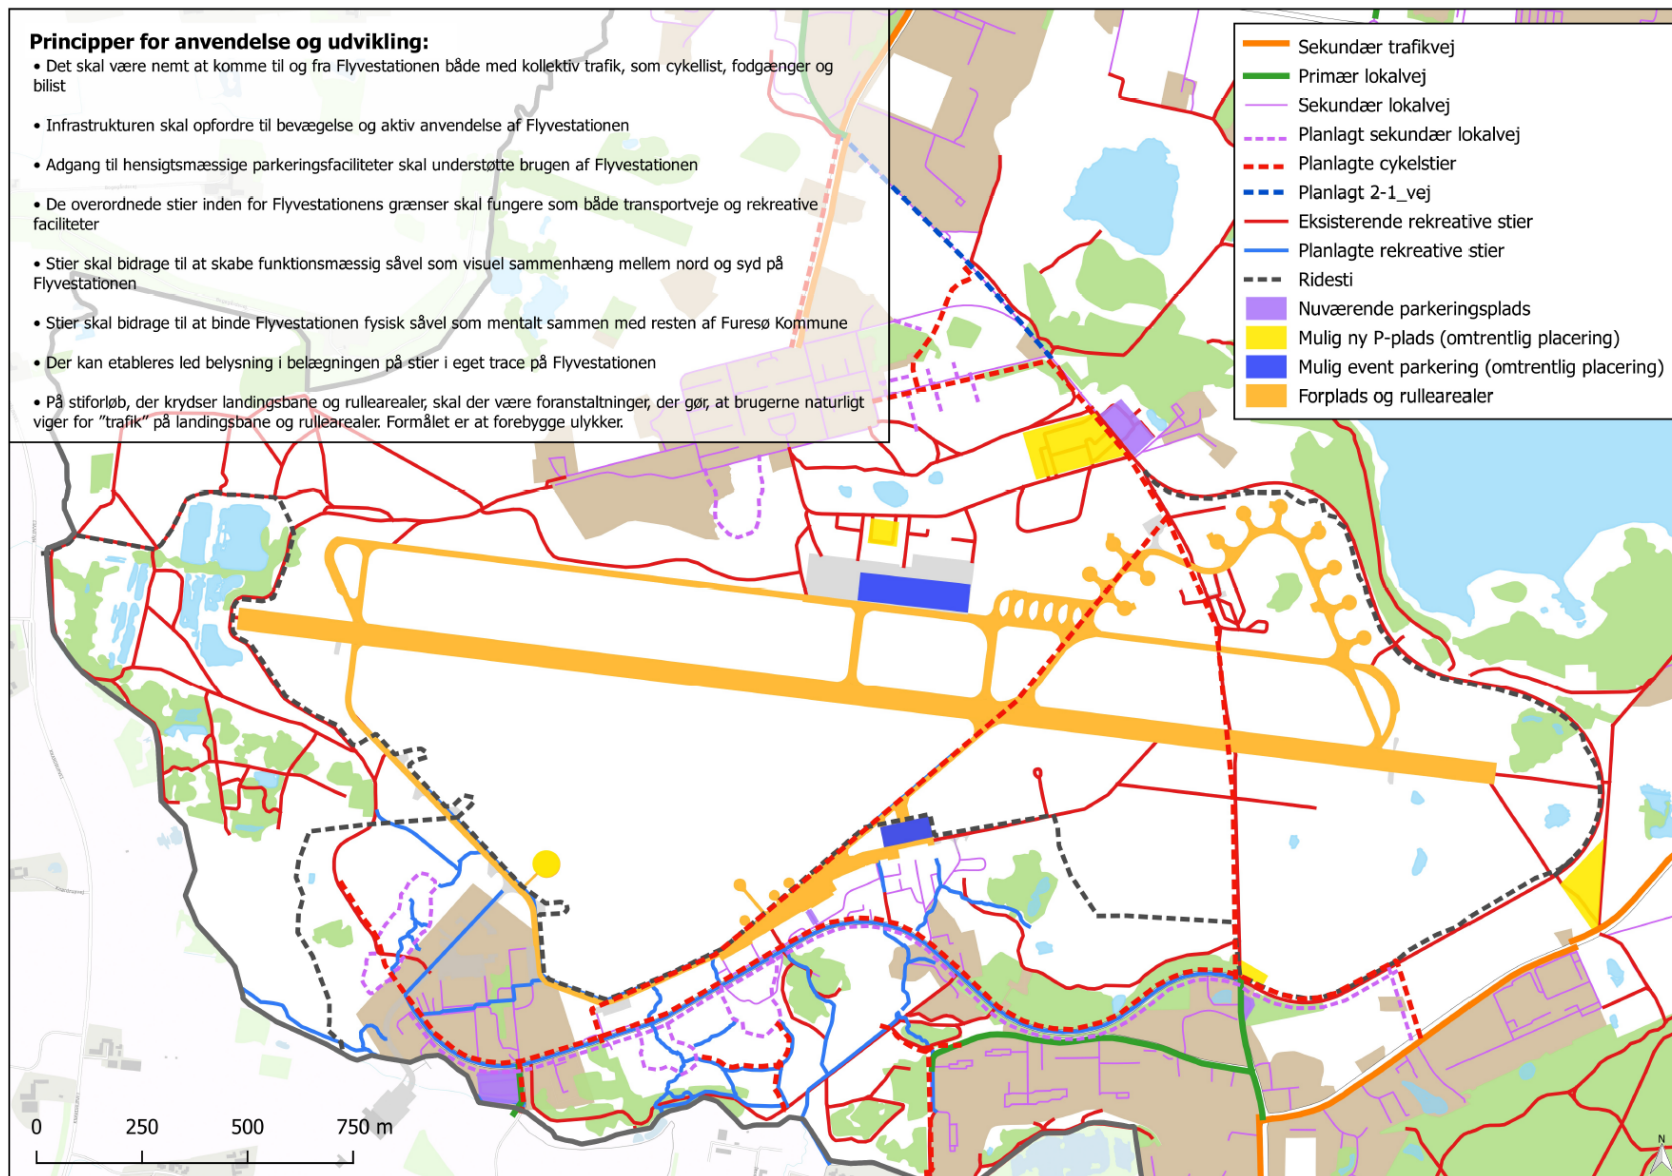 Principper for anvendelse og udvikling:
• Det skal være nemt at komme til og fra Flyvestationen både med kollektiv trafik, som cykellist, fodgænger og
bilist
• Infrastrukturen skal opfordre til bevægelse og aktiv anvendelse af Flyvestationen
• Adgang til hensigtsmæssige parkeringsfaciliteter skal understøtte brugen af Flyvestationen
• De overordnede stier inden for Flyvestationens grænser skal fungere som både transportveje og rekreative
faciliteter
• Stier skal bidrage til at skabe funktionsmæssig såvel som visuel sammenhæng mellem nord og syd på
Flyvestationen
• Stier skal bidrage til at binde Flyvestationen fysisk såvel som mentalt sammen med resten af Furesø Kommune
• Der kan etableres led belysning i belægningen på stier i eget trace på Flyvestationen
• På stiforløb, der krydser landingsbane og rullearealer, skal der være foranstaltninger, der gør, at brugerne naturligt
viger for ”trafik” på landingsbane og rullearealer. Formålet er at forebygge ulykker.
Sekundær trafikvej
Primær lokalvej
Sekundær lokalvej
Planlagt sekundær lokalvej
Planlagte cykelstier
Planlagt 2-1_vej
Eksisterende rekreative stier
Planlagte rekreative stier
Ridesti
Nuværende parkeringsplads
Mulig ny P-plads (omtrentlig placering)
Mulig event parkering (omtrentlig placering)
Forplads og rullearealer
0 250 500 750 m
N